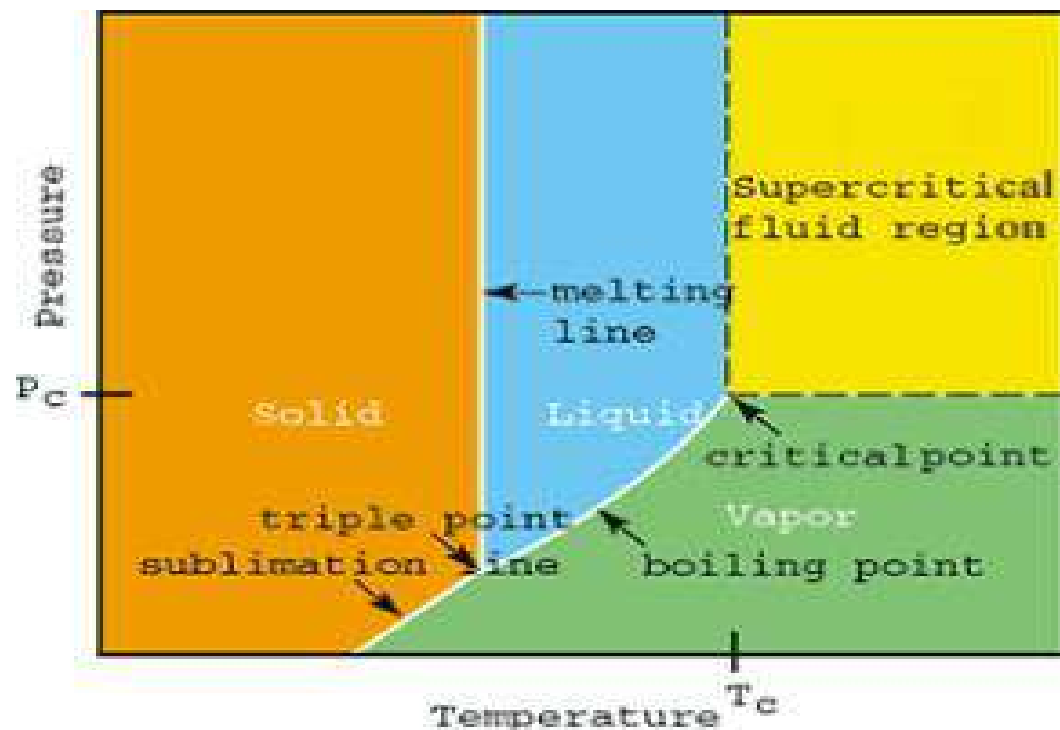 Pressure
Supercritical
fluid region
melting
line
Pc
Solid
Liquid
criticalpoint
triple point
Vapor
sublimation line
boiling point
Temperature
Tc